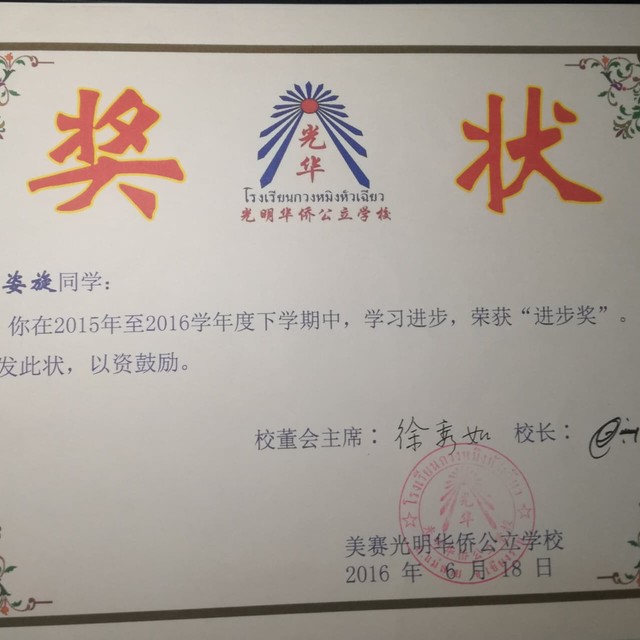 奖 状
光
华
โรงเรียนกวงหมิงหัวเฉียว
光明华侨公立学校
姿旋同学：
你在2015年至2016学年度下学期中，学习进步，荣获“进步奖”。
发此状，以资鼓励。
校董会主席：徐秀如 校长：
美赛光明华侨公立学校
2016 年 6 月 18 日